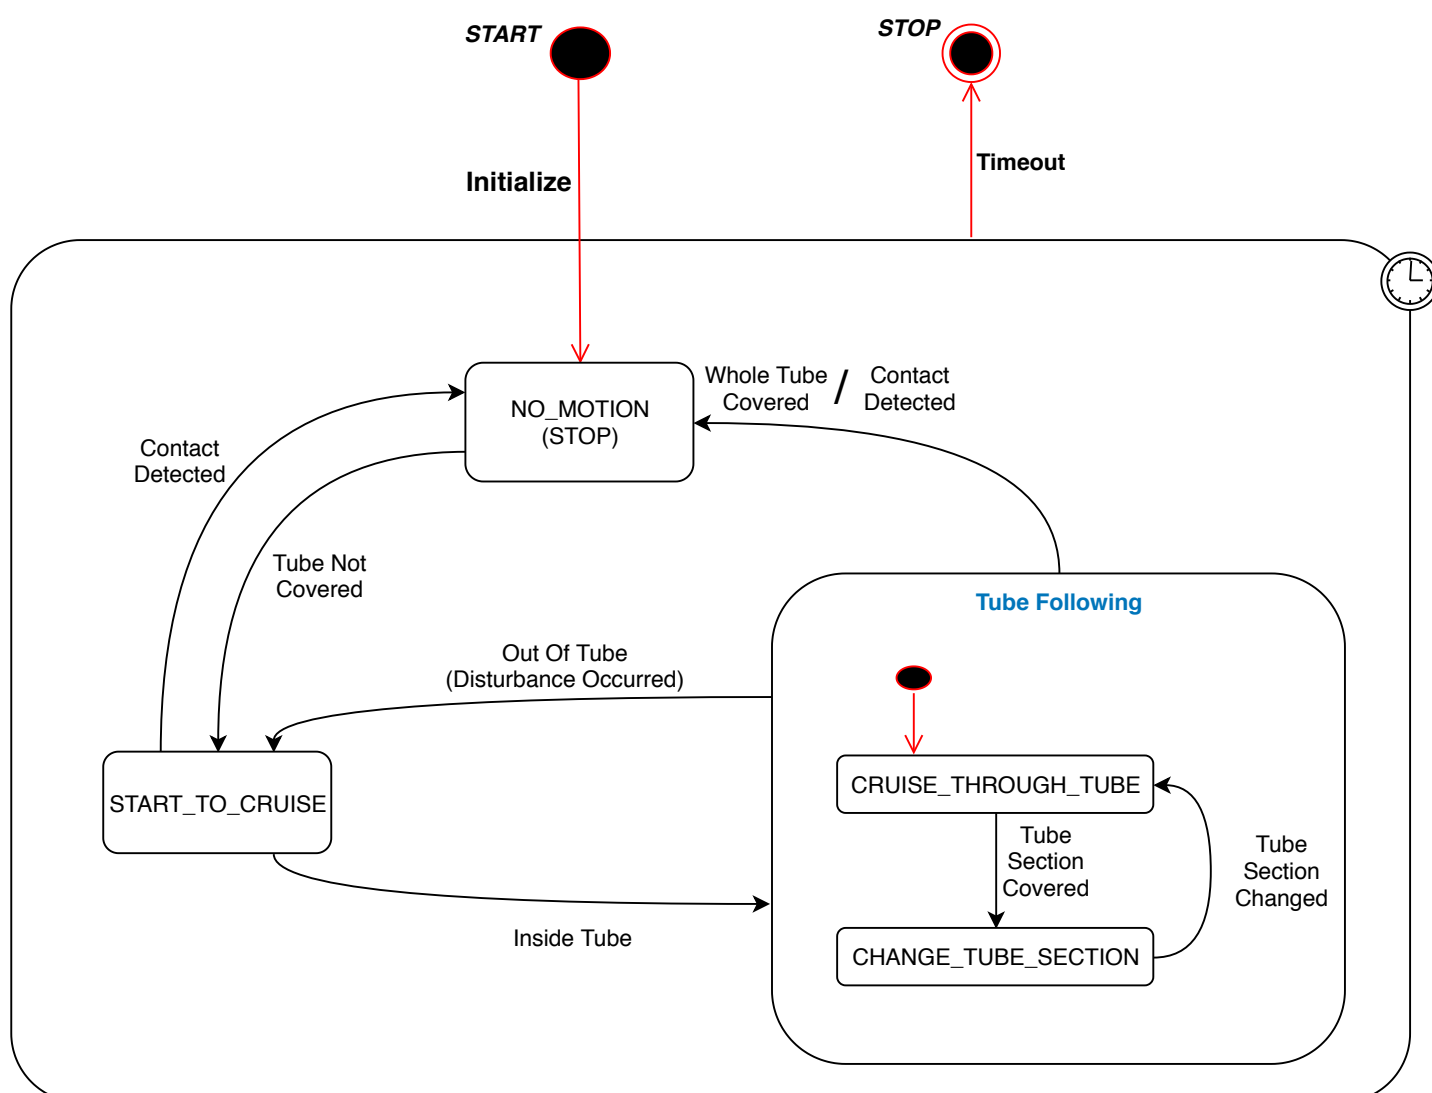 START
STOP
Initialize
Timeout
Whole Tube
Covered
/
Contact
Detected
NO_MOTION
(STOP)
Contact
Detected
Tube Not
Covered
Tube Following
Out Of Tube
(Disturbance Occurred)
START_TO_CRUISE
CRUISE_THROUGH_TUBE
Tube
Section
Covered
Tube
Section
Changed
Inside Tube
CHANGE_TUBE_SECTION